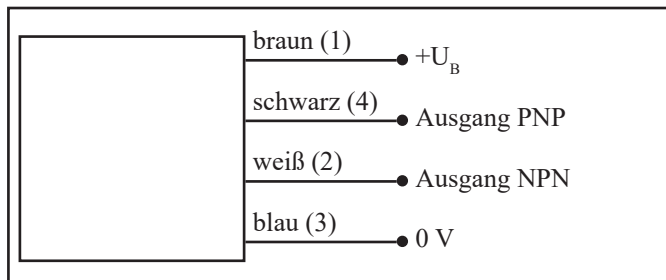 braun (1) +U_B
schwarz (4) Ausgang PNP
weiß (2) Ausgang NPN
blau (3) 0 V